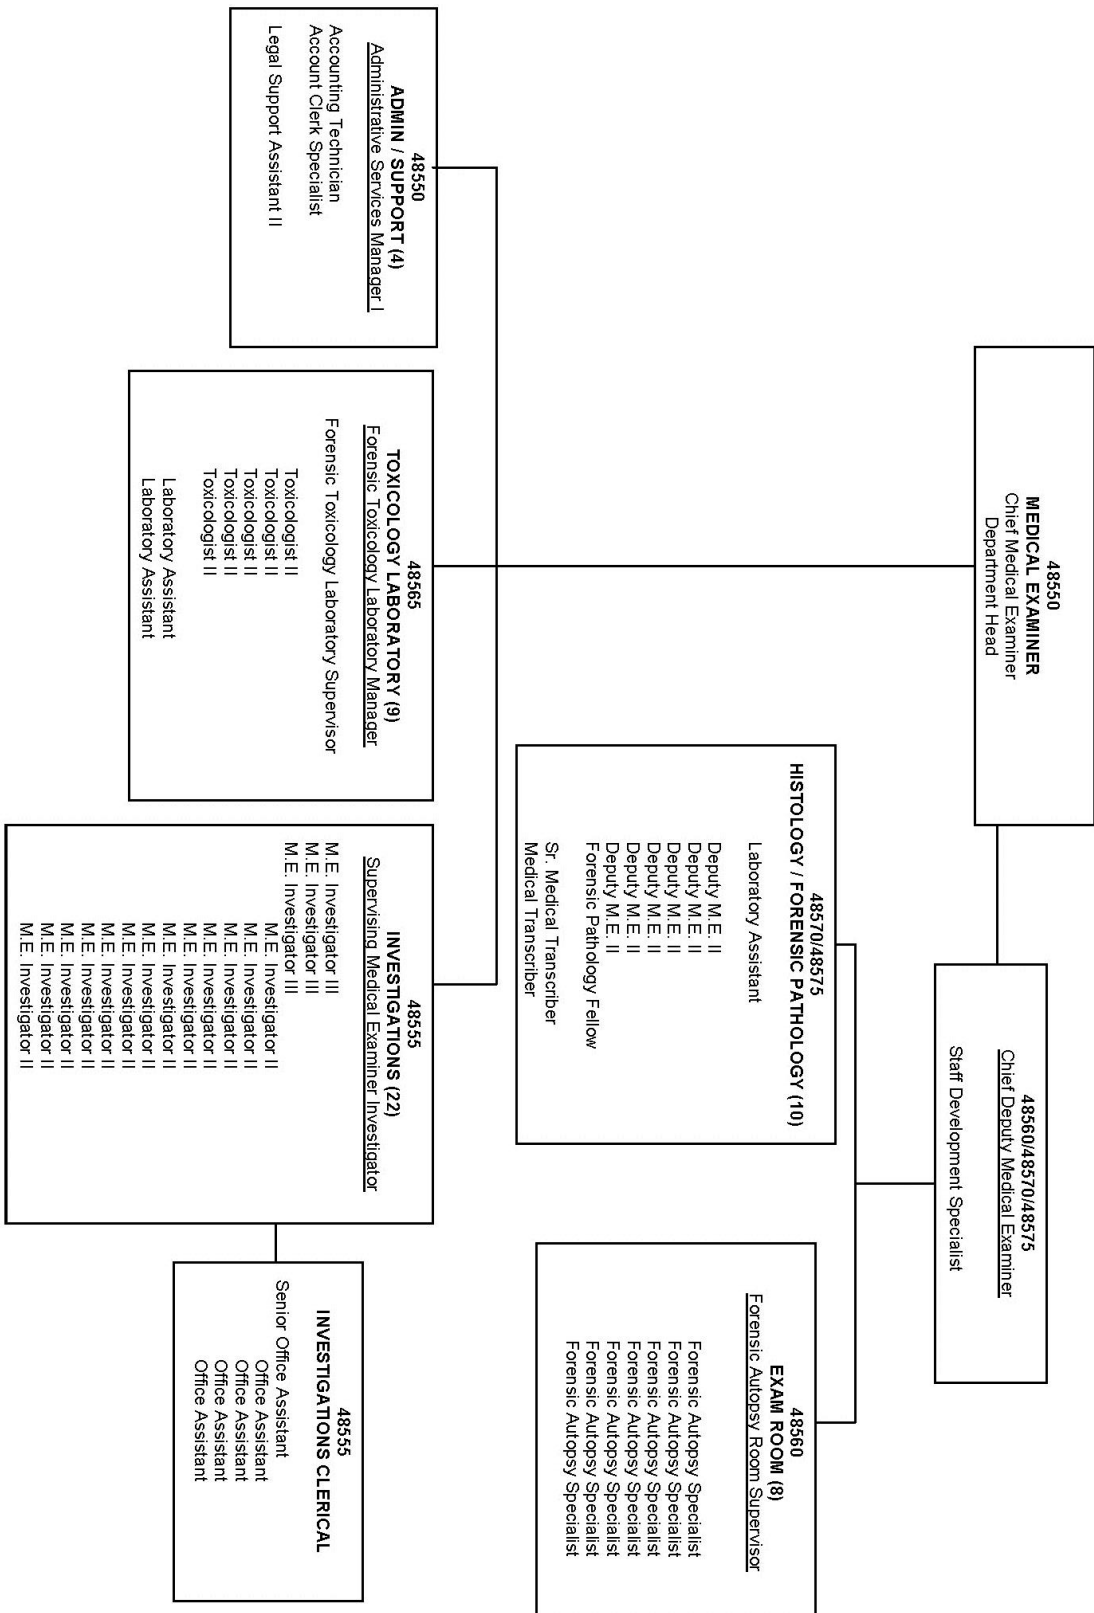 48550
MEDICAL EXAMINER
Chief Medical Examiner
Department Head
48560/48570/48575
Chief Deputy Medical Examiner
Staff Development Specialist
48570/48575
HISTOLOGY / FORENSIC PATHOLOGY (10)
Laboratory Assistant
Deputy M.E. II
Deputy M.E. II
Deputy M.E. II
Deputy M.E. II
Deputy M.E. II
Deputy M.E. II
Forensic Pathology Fellow
Sr. Medical Transcriber
Medical Transcriber
48560
EXAM ROOM (8)
Forensic Autopsy Room Supervisor
Forensic Autopsy Specialist
Forensic Autopsy Specialist
Forensic Autopsy Specialist
Forensic Autopsy Specialist
Forensic Autopsy Specialist
Forensic Autopsy Specialist
Forensic Autopsy Specialist
48550
ADMIN / SUPPORT (4)
Administrative Services Manager I
Accounting Technician
Account Clerk Specialist
Legal Support Assistant II
48565
TOXICOLOGY LABORATORY (9)
Forensic Toxicology Laboratory Manager
Forensic Toxicology Laboratory Supervisor
Toxicologist II
Toxicologist II
Toxicologist II
Toxicologist II
Toxicologist II
Laboratory Assistant
Laboratory Assistant
48555
INVESTIGATIONS (22)
Supervising Medical Examiner Investigator
M.E. Investigator III
M.E. Investigator III
M.E. Investigator III
M.E. Investigator II
M.E. Investigator II
M.E. Investigator II
M.E. Investigator II
M.E. Investigator II
M.E. Investigator II
M.E. Investigator II
M.E. Investigator II
M.E. Investigator II
M.E. Investigator II
M.E. Investigator II
M.E. Investigator II
M.E. Investigator II
48555
INVESTIGATIONS CLERICAL
Senior Office Assistant
Office Assistant
Office Assistant
Office Assistant
Office Assistant